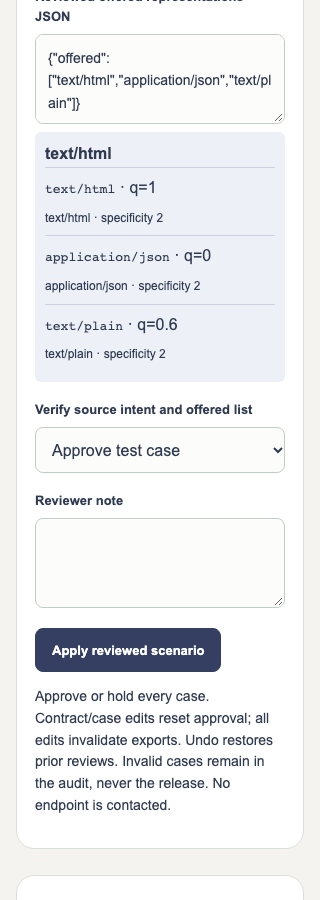 Reviewed offered representations
JSON
{"offered":
["text/html","application/json","text/pl
ain"]}
text/html
text/html · q=1
text/html · specificity 2
application/json · q=0
application/json · specificity 2
text/plain · q=0.6
text/plain · specificity 2
Verify source intent and offered list
Approve test case
Reviewer note
Apply reviewed scenario
Approve or hold every case.
Contract/case edits reset approval; all
edits invalidate exports. Undo restores
prior reviews. Invalid cases remain in
the audit, never the release. No
endpoint is contacted.